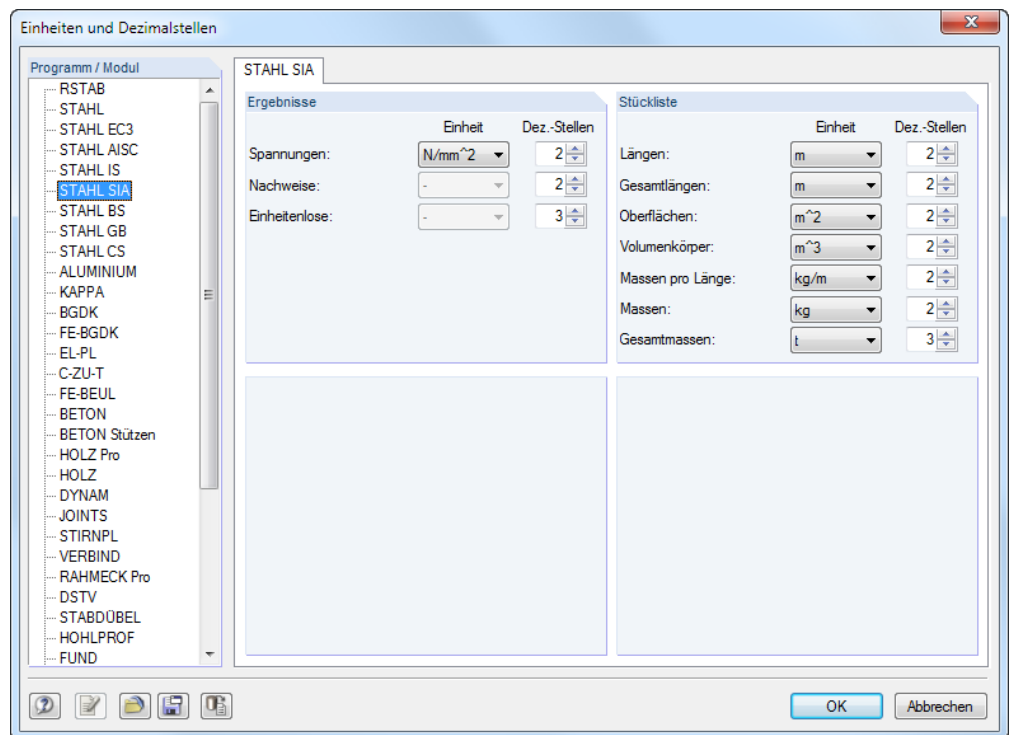 Einheiten und Dezimalstellen
Programm / Modul
RSTAB
STAHL
STAHL EC3
STAHL AISC
STAHL IS
STAHL SIA
STAHL BS
STAHL GB
STAHL CS
ALUMINIUM
KAPPA
BGDK
FE-BGDK
EL-PL
C-ZU-T
FE-BEUL
BETON
BETON Stützen
HOLZ Pro
HOLZ
DYNAM
JOINTS
STIRNPL
VERBIND
RAHMECK Pro
DSTV
STABDÜBEL
HOHLPROF
FUND
STAHL SIA
Ergebnisse
Einheit Dez.-Stellen
Spannungen: N/mm^2 2
Nachweise: - 2
Einheitenlose: - 3
Stückliste
Einheit Dez.-Stellen
Längen: m 2
Gesamtlängen: m 2
Oberflächen: m^2 2
Volumenkörper: m^3 2
Massen pro Länge: kg/m 2
Massen: kg 2
Gesamtmassen: t 3
OK Abbrechen